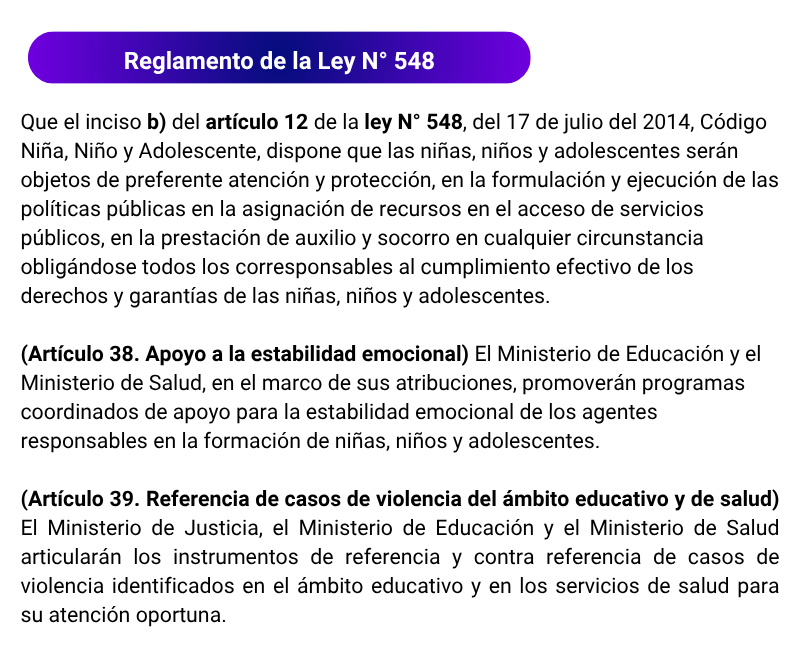 Reglamento de la Ley N° 548
Que el inciso b) del artículo 12 de la ley N° 548, del 17 de julio del 2014, Código
Niña, Niño y Adolescente, dispone que las niñas, niños y adolescentes serán
objetos de preferente atención y protección, en la formulación y ejecución de las
políticas públicas en la asignación de recursos en el acceso de servicios
públicos, en la prestación de auxilio y socorro en cualquier circunstancia
obligándose todos los corresponsables al cumplimiento efectivo de los
derechos y garantías de las niñas, niños y adolescentes.
(Artículo 38. Apoyo a la estabilidad emocional) El Ministerio de Educación y el
Ministerio de Salud, en el marco de sus atribuciones, promoverán programas
coordinados de apoyo para la estabilidad emocional de los agentes
responsables en la formación de niñas, niños y adolescentes.
(Artículo 39. Referencia de casos de violencia del ámbito educativo y de salud)
El Ministerio de Justicia, el Ministerio de Educación y el Ministerio de Salud
articularán los instrumentos de referencia y contra referencia de casos de
violencia identificados en el ámbito educativo y en los servicios de salud para
su atención oportuna.